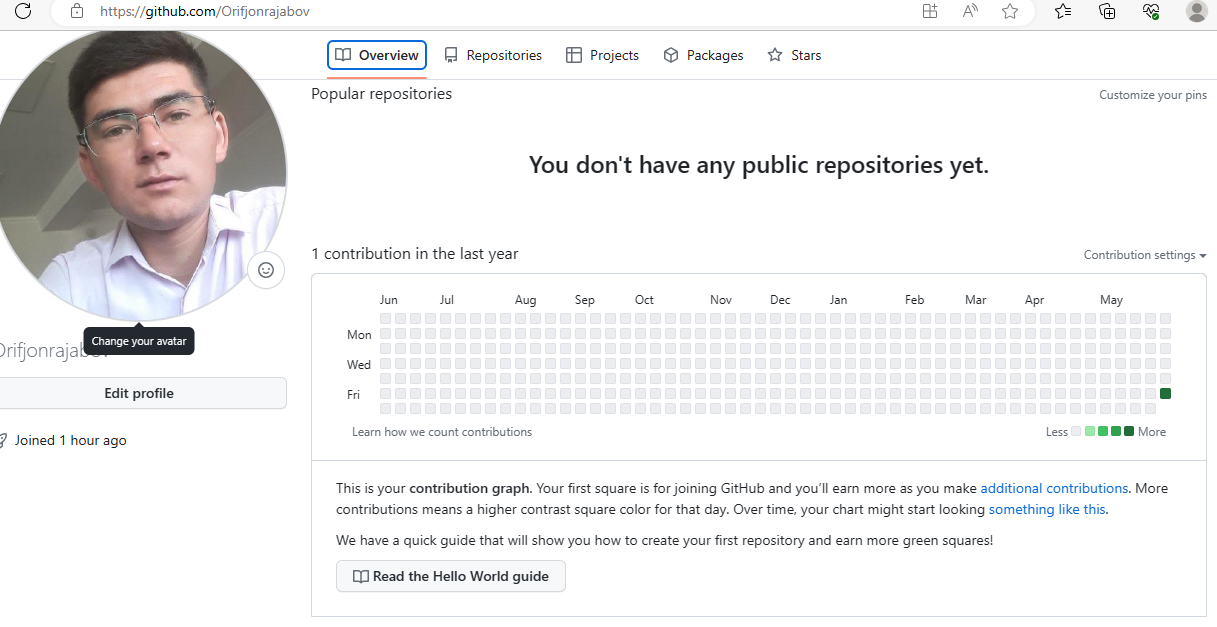 https://github.com/Orifjonrajabov
Overview Repositories Projects Packages Stars
Popular repositories Customize your pins
You don't have any public repositories yet.
1 contribution in the last year Contribution settings
Jun Jul Aug Sep Oct Nov Dec Jan Feb Mar Apr May
Mon
Wed
Fri
Learn how we count contributions Less More
Change your avatar
Edit profile
Joined 1 hour ago
This is your contribution graph. Your first square is for joining GitHub and you'll earn more as you make additional contributions. More
contributions means a higher contrast square color for that day. Over time, your chart might start looking something like this.
We have a quick guide that will show you how to create your first repository and earn more green squares!
Read the Hello World guide